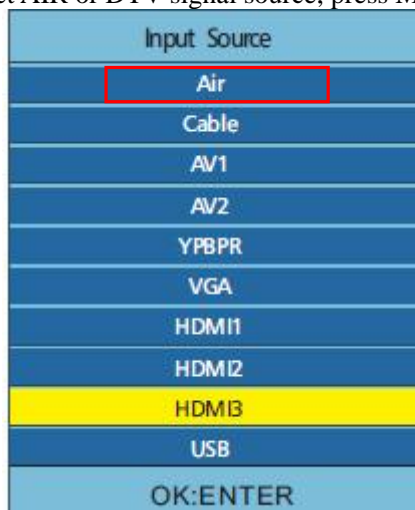 ct AIR or DTV signal source, press M
Input Source
Air
Cable
AV1
AV2
YPBPR
VGA
HDMI1
HDMI2
HDMI3
USB
OK:ENTER